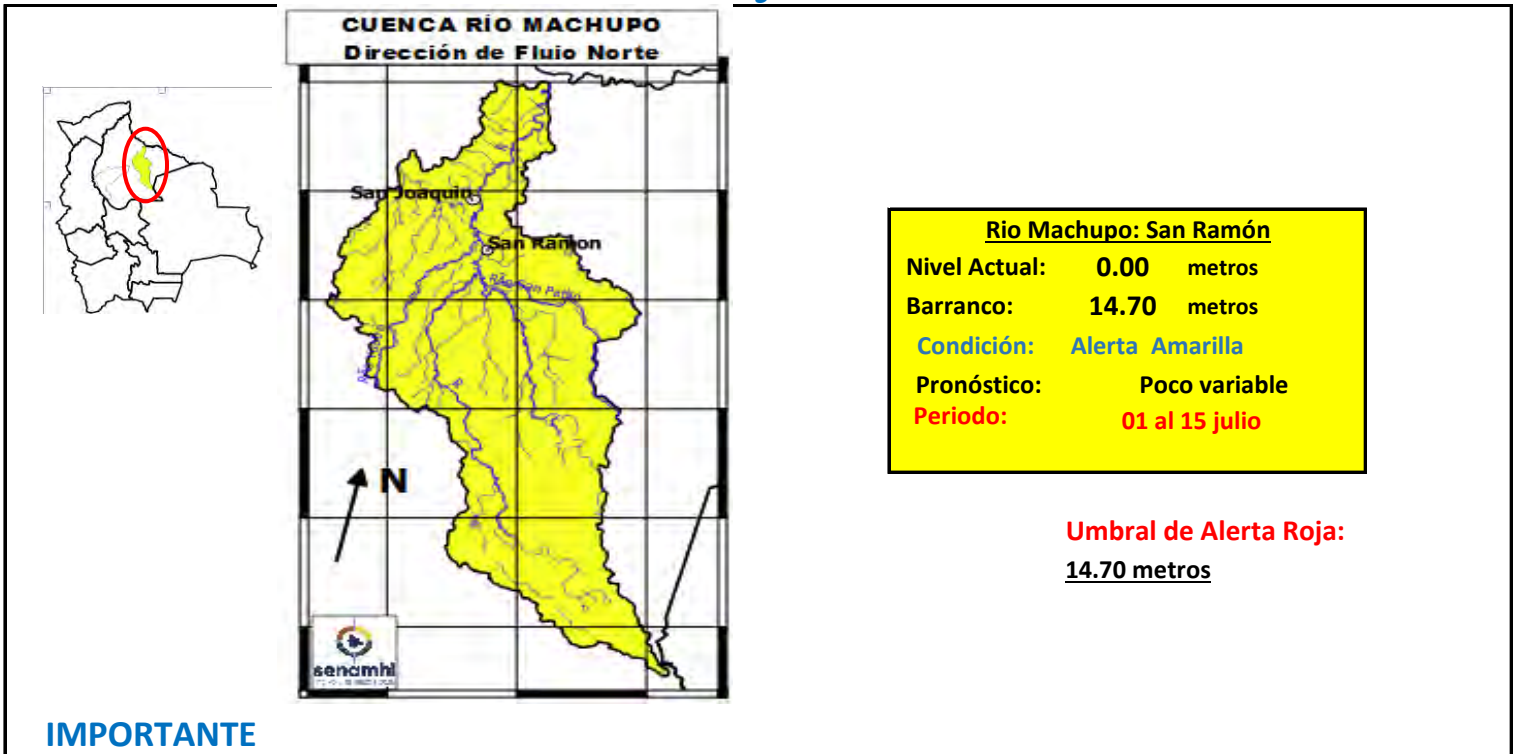 CUENCA RÍO MACHUPO
Dirección de Flujo Norte
San Joaquin
San Ramon
N
senamhi
Rio Machupo: San Ramón
Nivel Actual: 0.00 metros
Barranco: 14.70 metros
Condición: Alerta Amarilla
Pronóstico: Poco variable
Periodo: 01 al 15 julio
Umbral de Alerta Roja:
14.70 metros
IMPORTANTE